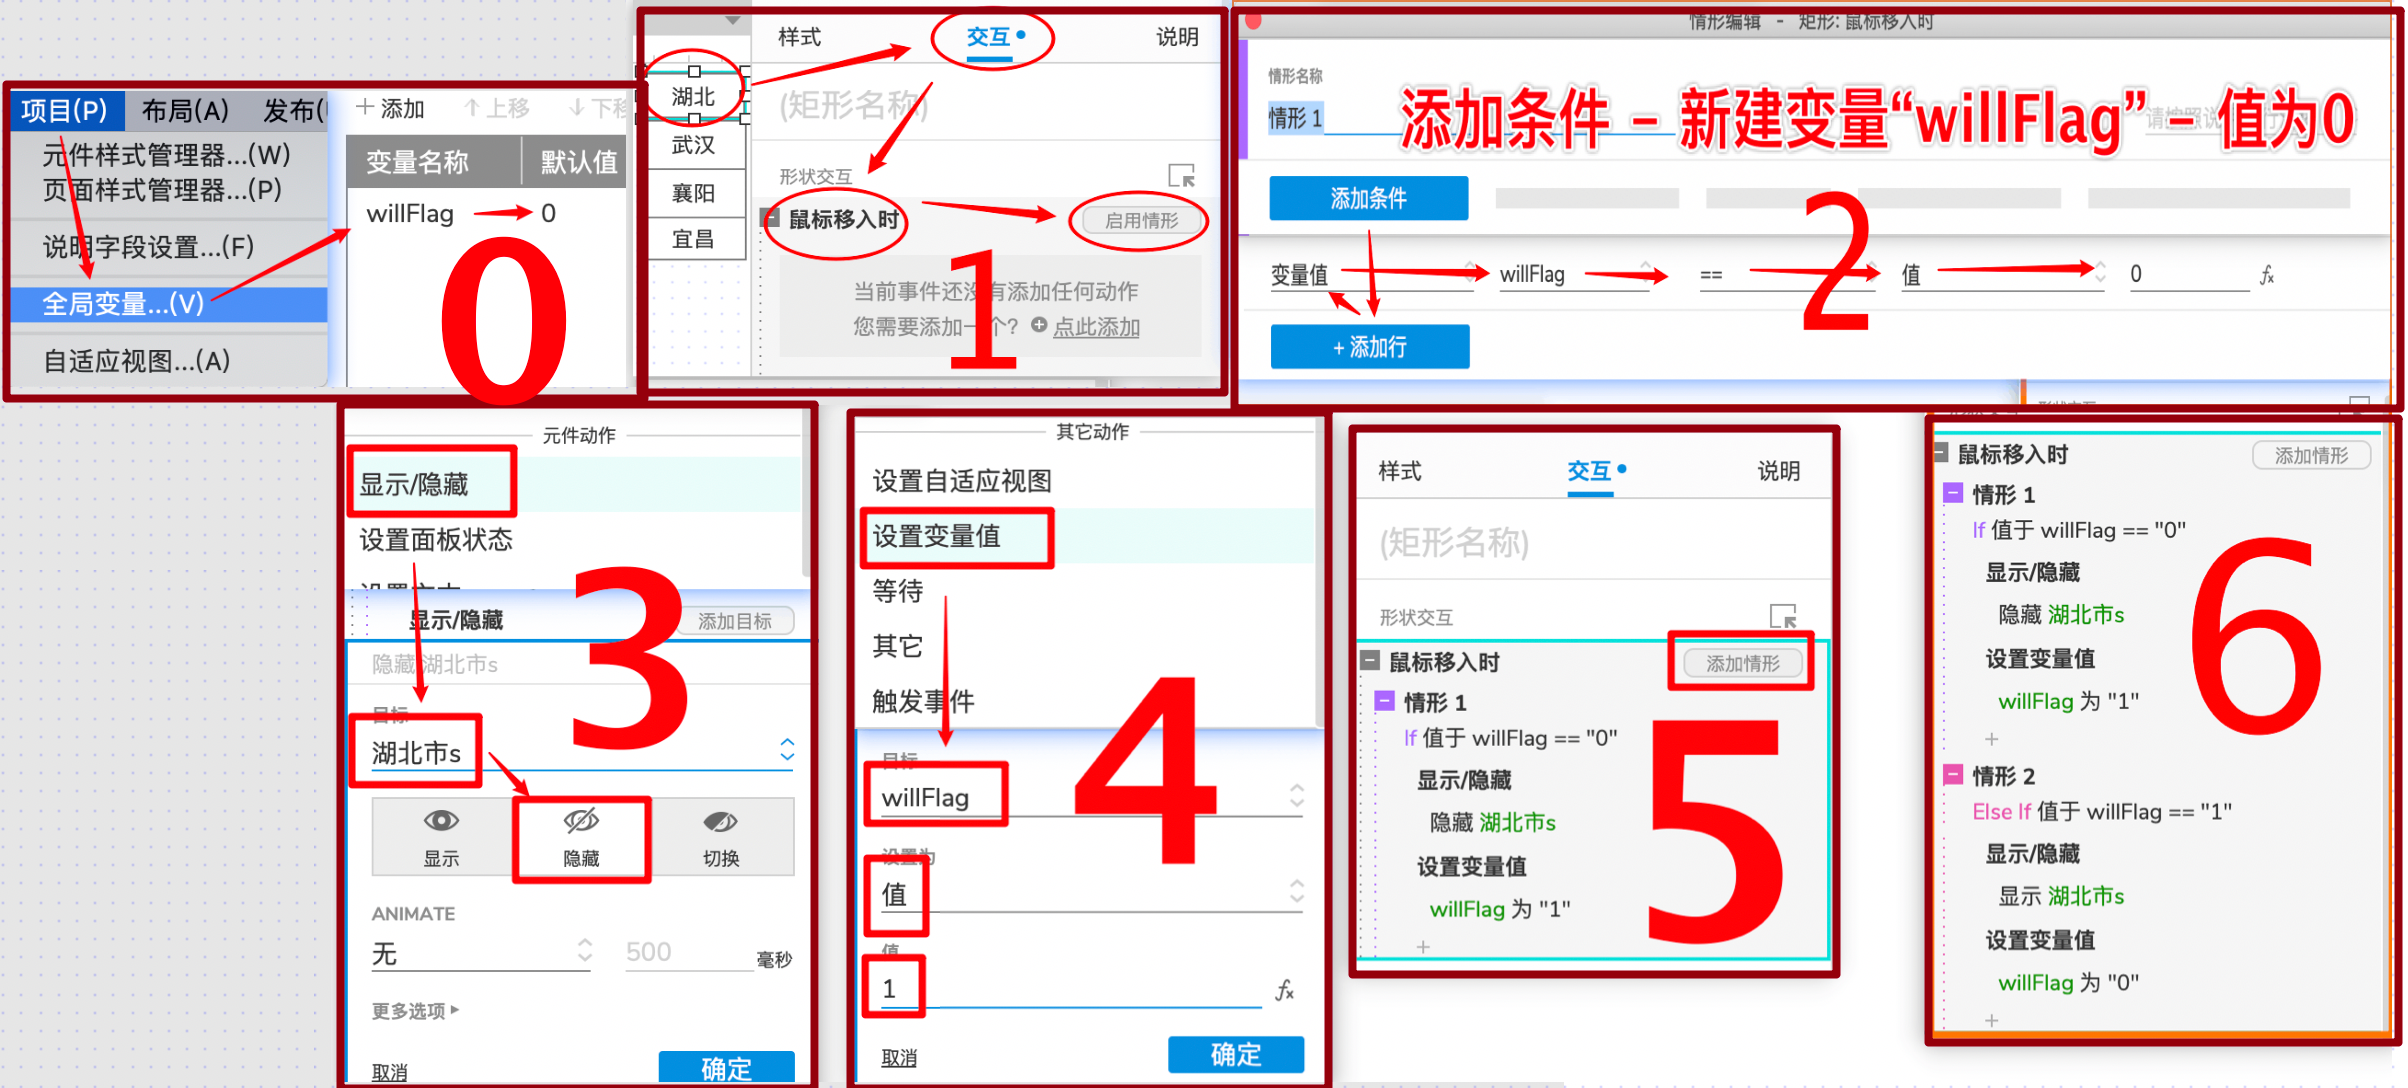 项目(P) 布局(A) 发布(
元件样式管理器...(W)
页面样式管理器...(P)
说明字段设置...(F)
全局变量...(V)
自适应视图...(A)
添加 上移 下移
变量名称 默认值
willFlag 0
0
湖北
武汉
襄阳
宜昌
样式 交互 说明
(矩形名称)
形状交互
鼠标移入时 启用情形
当前事件还没有添加任何动作
您需要添加一个? 点此添加
1
情形编辑 - 矩形: 鼠标移入时
情形名称
情形 1
添加条件 – 新建变量“willFlag” – 值为0
添加条件
变量值 willFlag == 值 0 fx
+ 添加行
2
元件动作
显示/隐藏
设置面板状态
显示/隐藏 添加目标
隐藏 湖北市s
目标
湖北市s
显示 隐藏 切换
ANIMATE
无 500 毫秒
更多选项
取消 确定
3
其它动作
设置自适应视图
设置变量值
等待
其它
触发事件
目标
willFlag
设置为
值
值
1 fx
取消 确定
4
样式 交互 说明
(矩形名称)
形状交互
鼠标移入时 添加情形
情形 1
If 值于 willFlag == "0"
显示/隐藏
隐藏 湖北市s
设置变量值
willFlag 为 "1"
+
5
鼠标移入时 添加情形
情形 1
If 值于 willFlag == "0"
显示/隐藏
隐藏 湖北市s
设置变量值
willFlag 为 "1"
+
情形 2
Else If 值于 willFlag == "1"
显示/隐藏
显示 湖北市s
设置变量值
willFlag 为 "0"
+
6